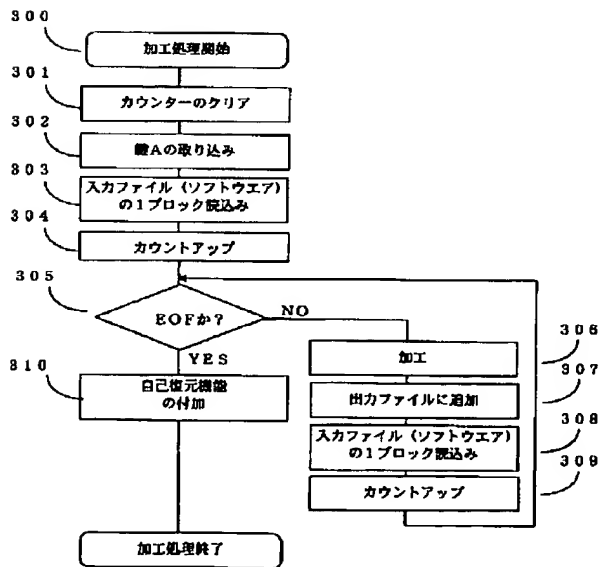 300
加工処理開始
301
カウンターのクリア
302
鍵Aの取り込み
303
入力ファイル（ソフトウエア）
の1ブロック読込み
304
カウントアップ
305
EOFか?
NO
YES
306
加工
307
出力ファイルに追加
308
入力ファイル（ソフトウエア）
の1ブロック読込み
309
カウントアップ
310
自己復元機能
の付加
加工処理終了